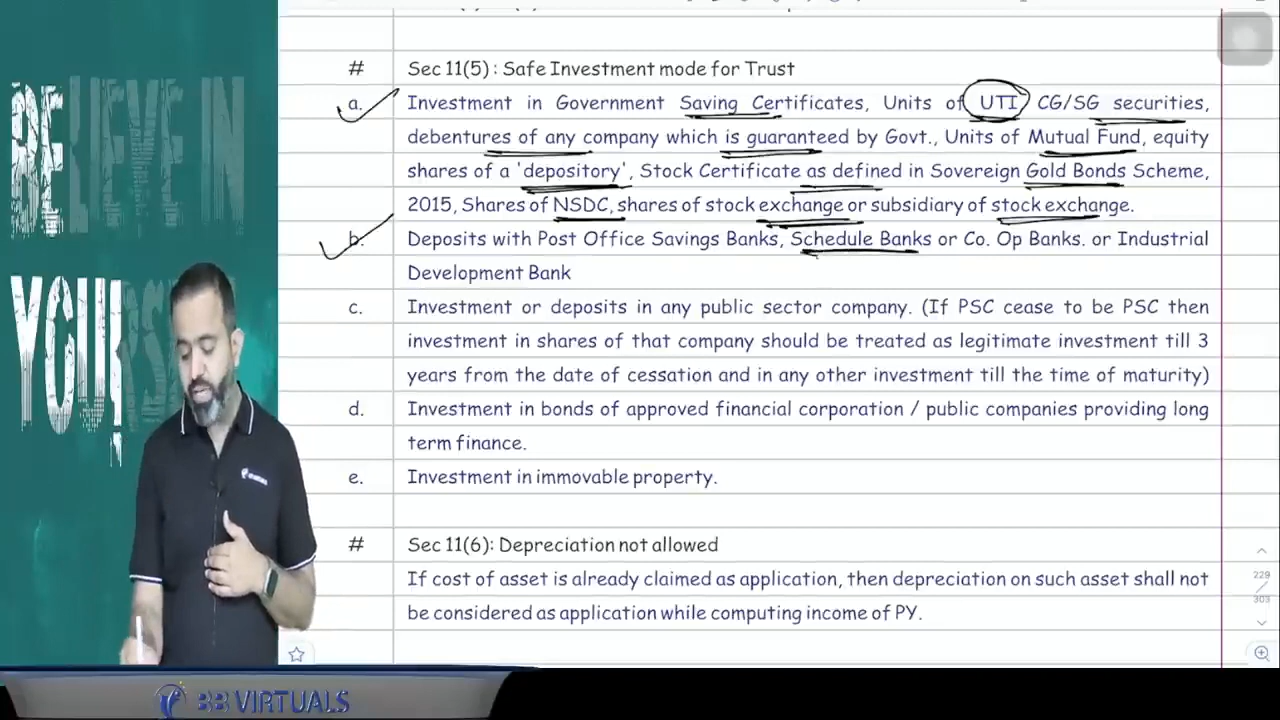 BELIEVE IN
YOURSELF
YOU!
# Sec 11(5) : Safe Investment mode for Trust
a. Investment in Government Saving Certificates, Units of UTI CG/SG securities,
debentures of any company which is guaranteed by Govt., Units of Mutual Fund, equity
shares of a 'depository', Stock Certificate as defined in Sovereign Gold Bonds Scheme,
2015, Shares of NSDC, shares of stock exchange or subsidiary of stock exchange.
b. Deposits with Post Office Savings Banks, Schedule Banks or Co. Op Banks. or Industrial
Development Bank
c. Investment or deposits in any public sector company. (If PSC cease to be PSC then
investment in shares of that company should be treated as legitimate investment till 3
years from the date of cessation and in any other investment till the time of maturity)
d. Investment in bonds of approved financial corporation / public companies providing long
term finance.
e. Investment in immovable property.
# Sec 11(6): Depreciation not allowed
If cost of asset is already claimed as application, then depreciation on such asset shall not
be considered as application while computing income of PY.
229
303
BB VIRTUALS